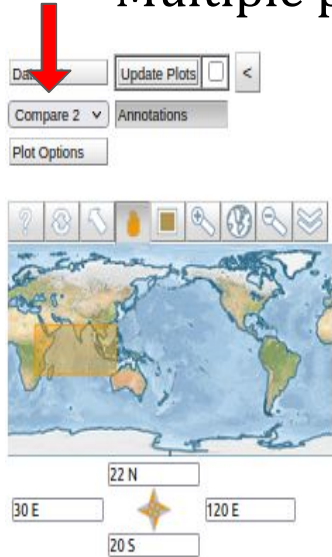 Multiple p
Update Plots <
Compare 2 Annotations
Plot Options
?
22 N
30 E 120 E
20 S